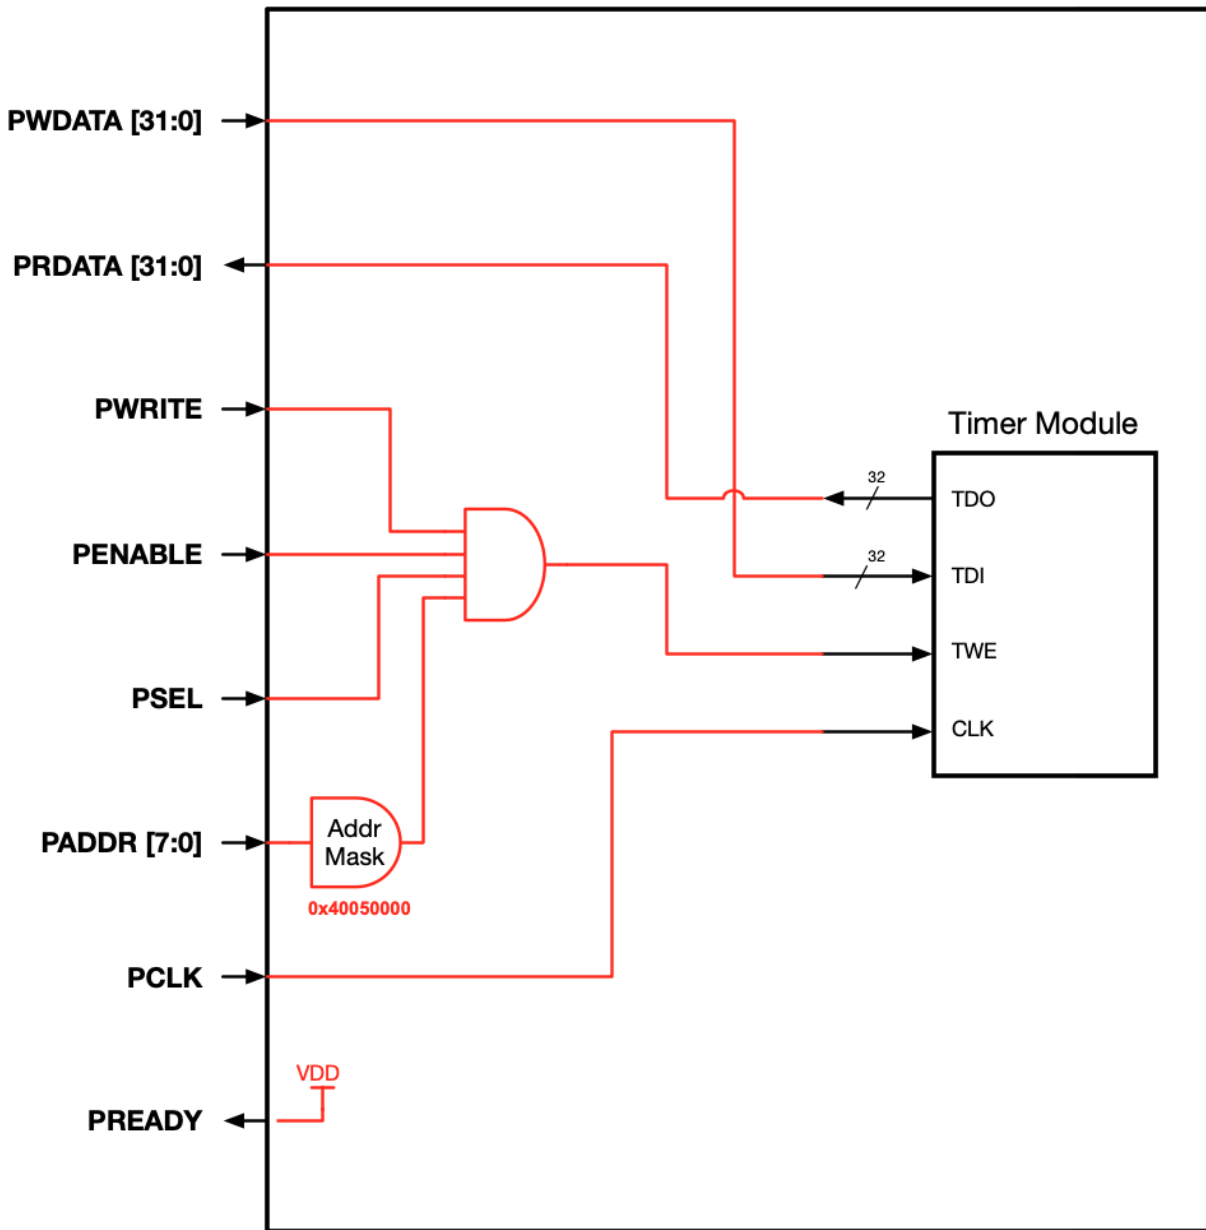 PWDATA [31:0]
PRDATA [31:0]
PWRITE
Timer Module
32
TDO
PENABLE
32
TDI
TWE
PSEL
CLK
PADDR [7:0]
Addr
Mask
0x40050000
PCLK
VDD
PREADY